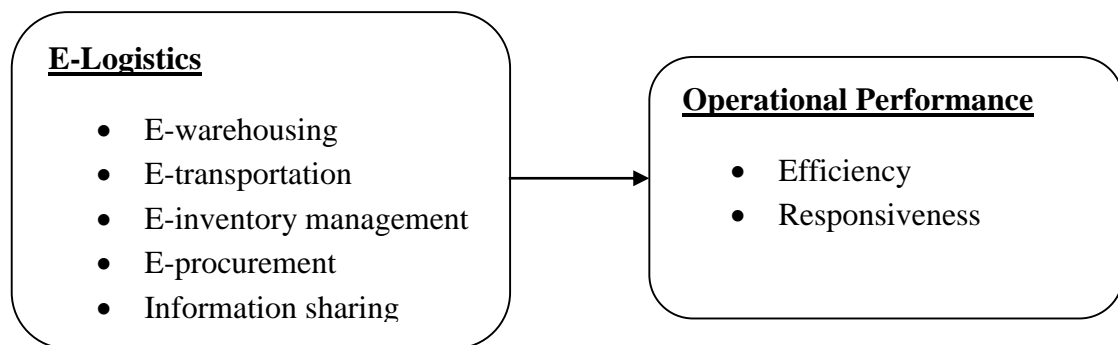 E-Logistics
• E-warehousing
• E-transportation
• E-inventory management
• E-procurement
• Information sharing
Operational Performance
• Efficiency
• Responsiveness